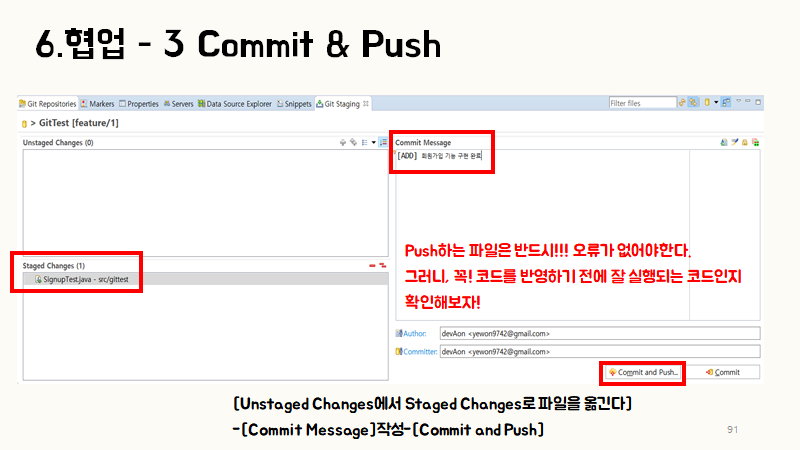 6.협업 - 3 Commit & Push
Git Repositories Markers Properties Servers Data Source Explorer Snippets Git Staging
Filter files
> GitTest [feature/1]
Unstaged Changes (0)
Commit Message
[ADD] 회원가입 기능 구현 완료
Push하는 파일은 반드시!!! 오류가 없어야한다.
그러니, 꼭! 코드를 반영하기 전에 잘 실행되는 코드인지
확인해보자!
Staged Changes (1)
SignupTest.java - src/gittest
Author: devAon <yewon9742@gmail.com>
Committer: devAon <yewon9742@gmail.com>
Commit and Push... Commit
[Unstaged Changes에서 Staged Changes로 파일을 옮긴다]
-[Commit Message]작성-[Commit and Push]
91